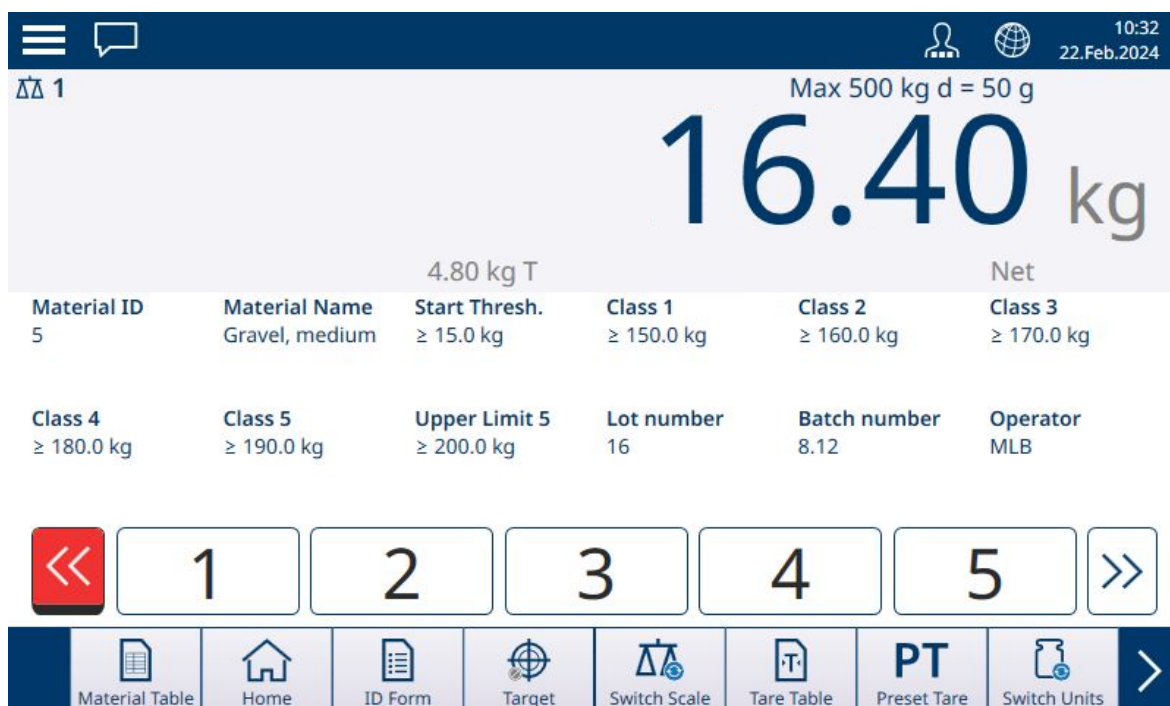 10:32
22.Feb.2024
1
Max 500 kg d = 50 g
16.40 kg
4.80 kg T
Net
Material ID Material Name Start Thresh. Class 1 Class 2 Class 3
5 Gravel, medium ≥ 15.0 kg ≥ 150.0 kg ≥ 160.0 kg ≥ 170.0 kg
Class 4 Class 5 Upper Limit 5 Lot number Batch number Operator
≥ 180.0 kg ≥ 190.0 kg ≥ 200.0 kg 16 8.12 MLB
1 2 3 4 5
T PT
Material Table Home ID Form Target Switch Scale Tare Table Preset Tare Switch Units